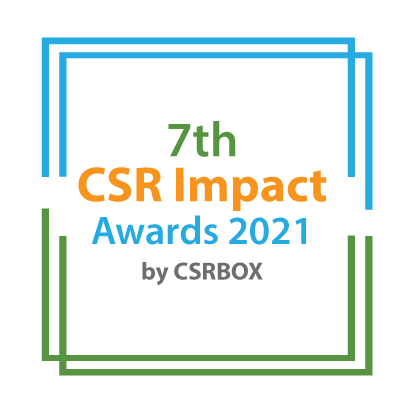 7th
CSR Impact
Awards 2021
by CSRBOX